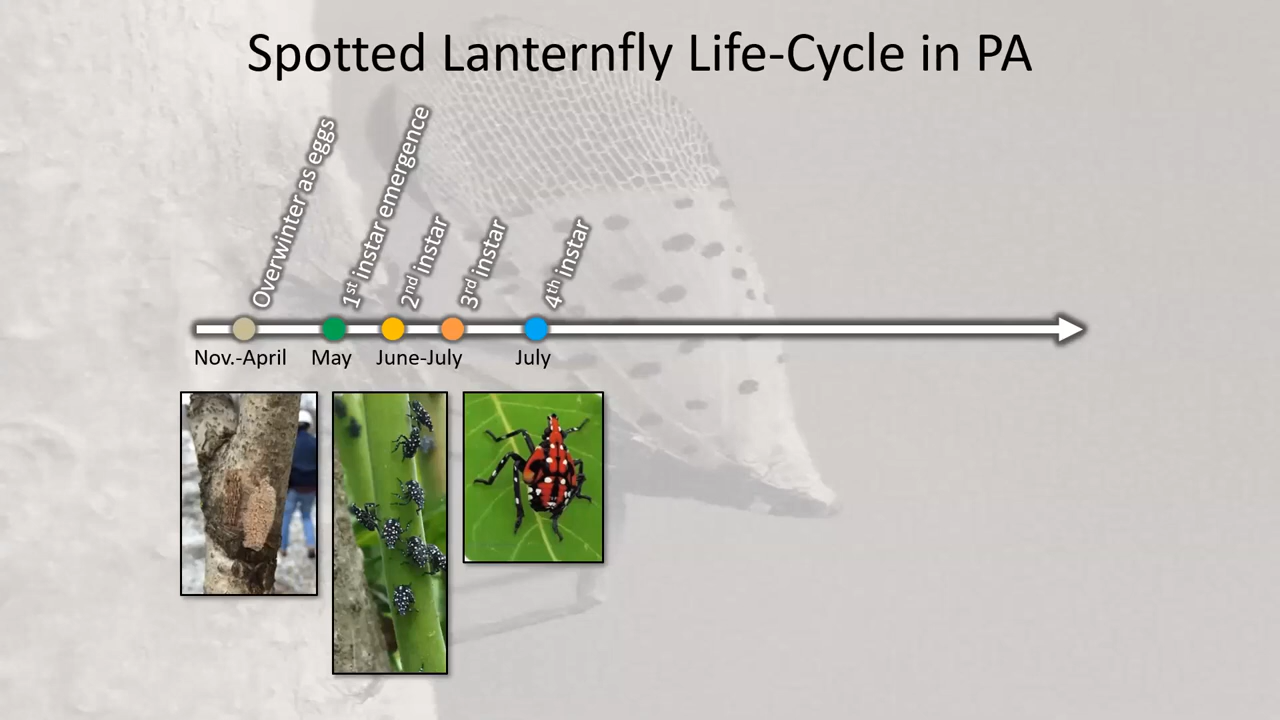 Spotted Lanternfly Life-Cycle in PA
Overwinter as eggs
1st instar emergence
2nd instar
3rd instar
4th instar
Nov.-April
May
June-July
July